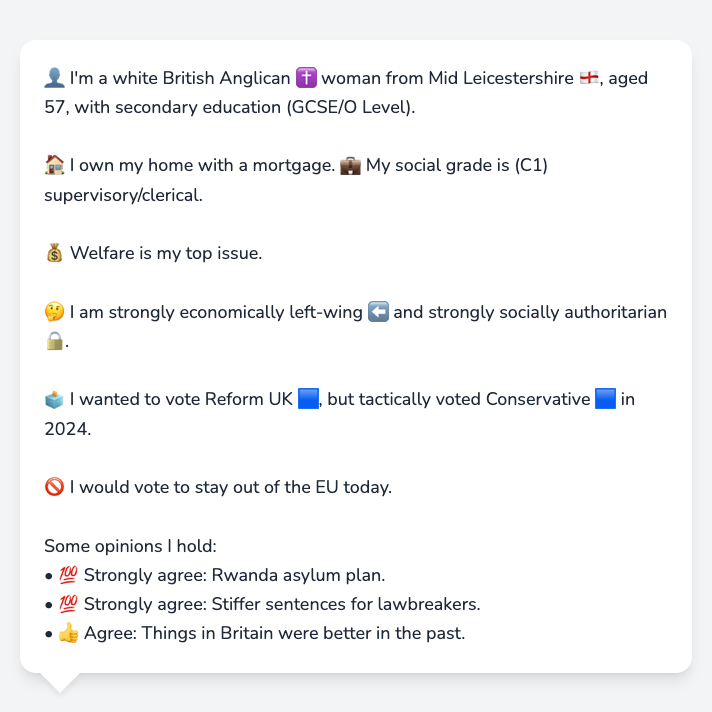 👤 I'm a white British Anglican ✝️ woman from Mid Leicestershire 🏴󠁧󠁢󠁥󠁮󠁧󠁿, aged
57, with secondary education (GCSE/O Level).
🏠 I own my home with a mortgage. 💼 My social grade is (C1)
supervisory/clerical.
💰 Welfare is my top issue.
🤔 I am strongly economically left-wing ⬅️ and strongly socially authoritarian
🔒.
🗳️ I wanted to vote Reform UK 🟦, but tactically voted Conservative 🟦 in
2024.
🚫 I would vote to stay out of the EU today.
Some opinions I hold:
• 💯 Strongly agree: Rwanda asylum plan.
• 💯 Strongly agree: Stiffer sentences for lawbreakers.
• 👍 Agree: Things in Britain were better in the past.